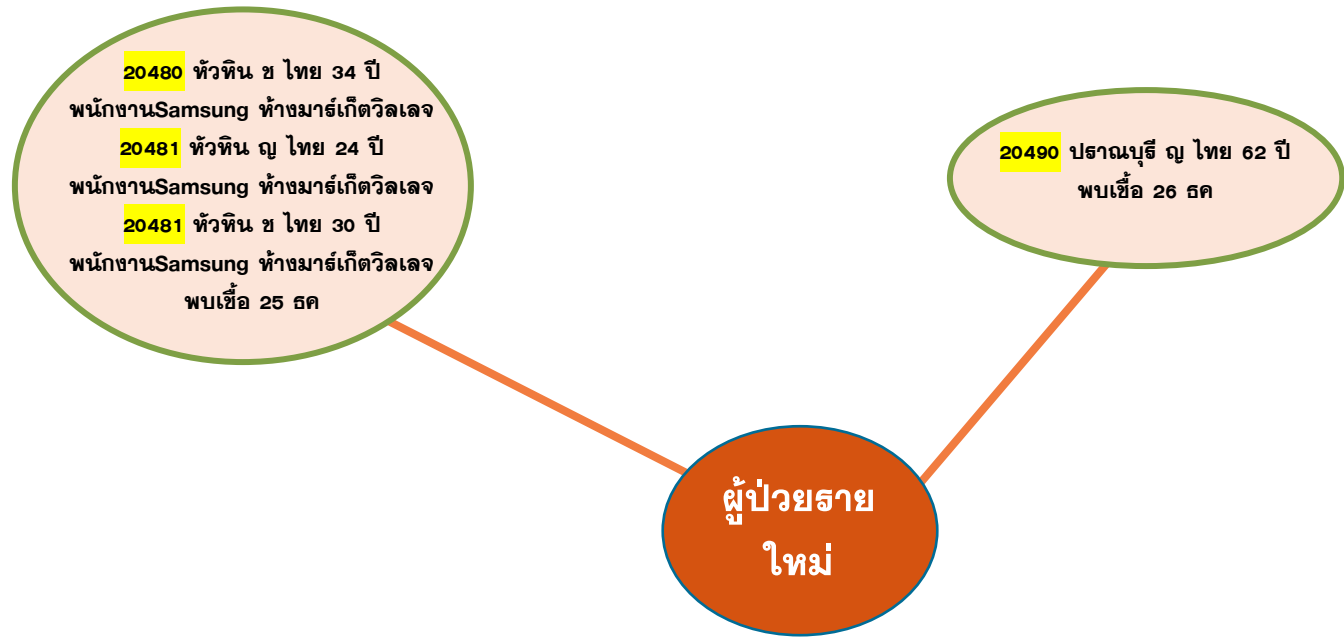 20480 หัวหิน ช ไทย 34 ปี
พนักงานSamsung ห้างมาร์เก็ตวิลเลจ
20481 หัวหิน ญ ไทย 24 ปี
พนักงานSamsung ห้างมาร์เก็ตวิลเลจ
20481 หัวหิน ช ไทย 30 ปี
พนักงานSamsung ห้างมาร์เก็ตวิลเลจ
พบเชื้อ 25 ธค
20490 ปราณบุรี ญ ไทย 62 ปี
พบเชื้อ 26 ธค
ผู้ป่วยราย
ใหม่